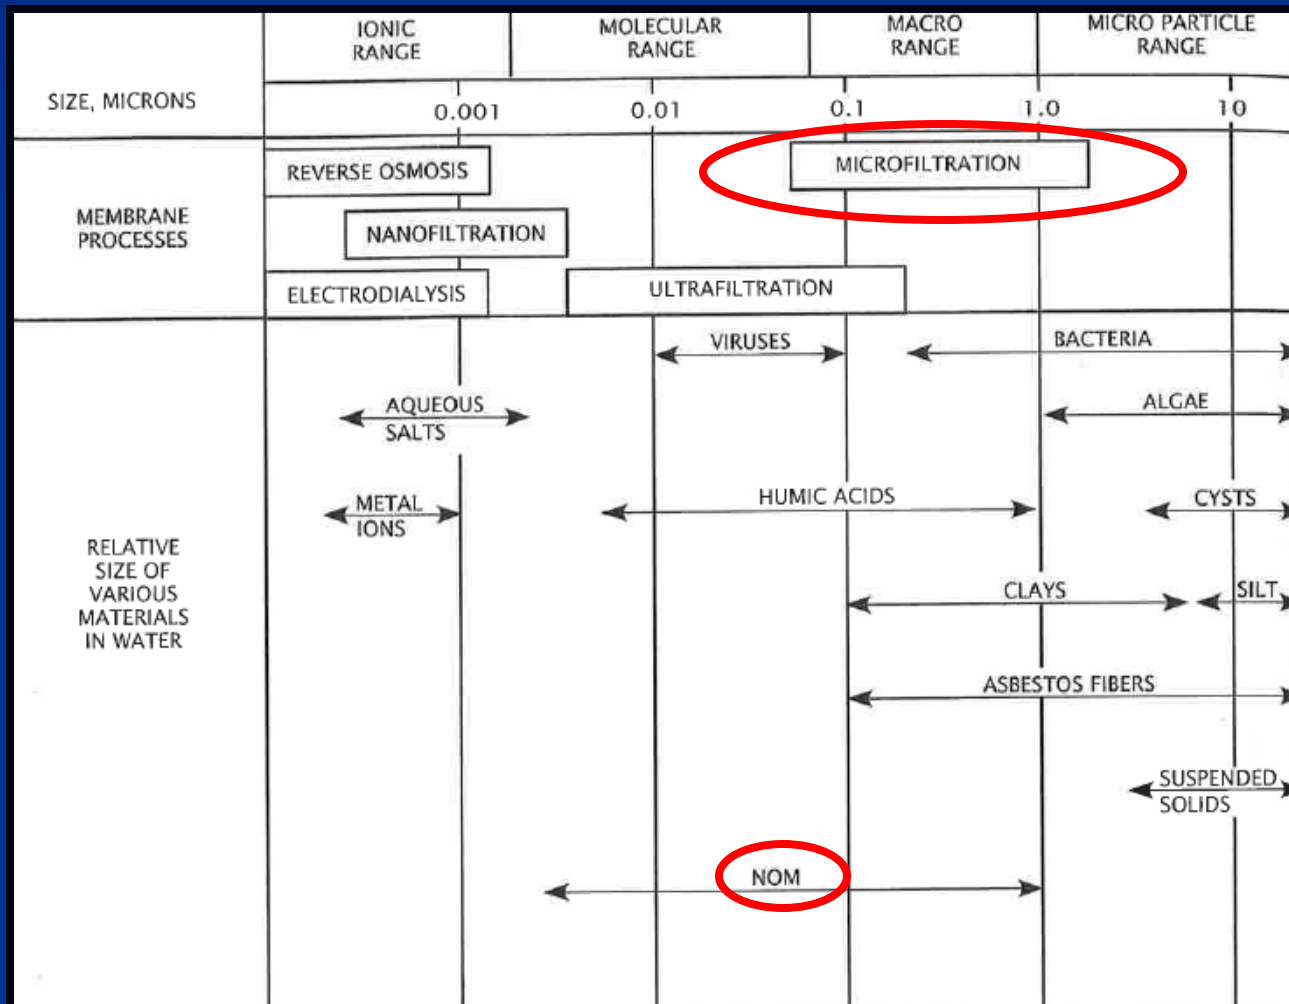 IONIC
RANGE
MOLECULAR
RANGE
MACRO
RANGE
MICRO PARTICLE
RANGE
SIZE, MICRONS
0.001
0.01
0.1
1.0
10
MEMBRANE
PROCESSES
REVERSE OSMOSIS
MICROFILTRATION
NANOFILTRATION
ELECTRODIALYSIS
ULTRAFILTRATION
RELATIVE
SIZE OF
VARIOUS
MATERIALS
IN WATER
VIRUSES
BACTERIA
AQUEOUS
SALTS
ALGAE
METAL
IONS
HUMIC ACIDS
CYSTS
CLAYS
SILT
ASBESTOS FIBERS
SUSPENDED
SOLIDS
NOM